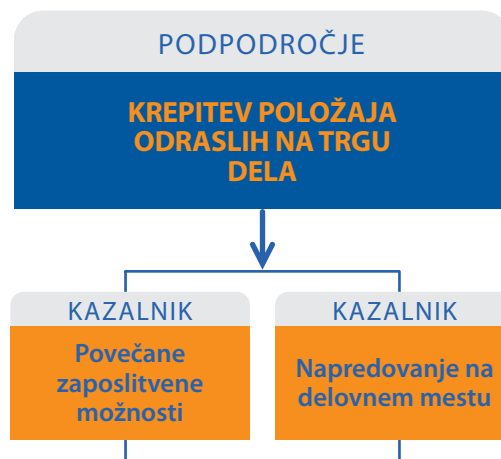 PODPODROČJE
KREPITEV POLOŽAJA
ODRASLIH NA TRGU
DELA
KAZALNIK
Povečane
zaposlitvene
možnosti
KAZALNIK
Napredovanje na
delovnem mestu